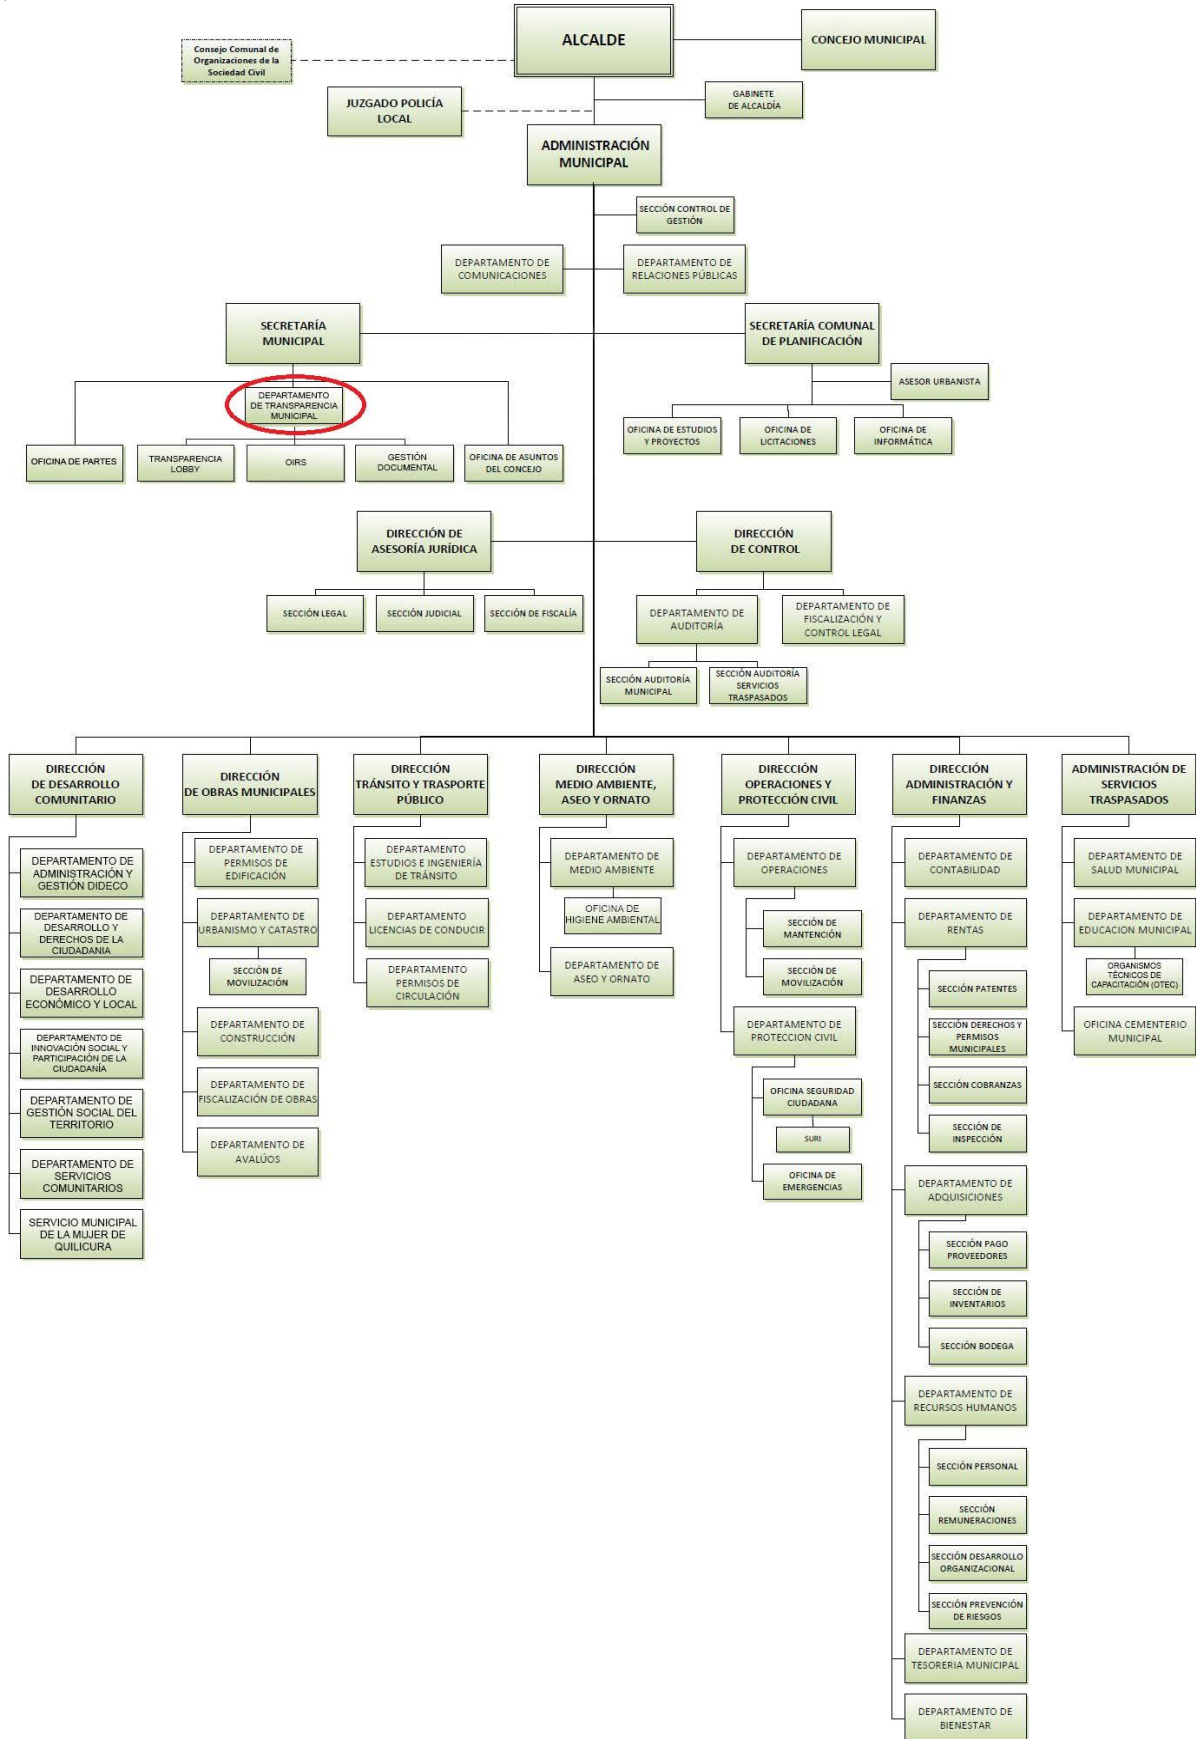 ALCALDE
CONCEJO MUNICIPAL
Consejo Comunal de
Organizaciones de la
Sociedad Civil
GABINETE
DE ALCALDÍA
JUZGADO POLICÍA
LOCAL
ADMINISTRACIÓN
MUNICIPAL
SECCIÓN CONTROL DE
GESTIÓN
DEPARTAMENTO DE
COMUNICACIONES
DEPARTAMENTO DE
RELACIONES PÚBLICAS
SECRETARÍA
MUNICIPAL
SECRETARÍA COMUNAL
DE PLANIFICACIÓN
DEPARTAMENTO
DE TRANSPARENCIA
MUNICIPAL
ASESOR URBANISTA
OFICINA DE PARTES
TRANSPARENCIA
LOBBY
OIRS
GESTIÓN
DOCUMENTAL
OFICINA DE ASUNTOS
DEL CONCEJO
OFICINA DE ESTUDIOS
Y PROYECTOS
OFICINA DE
LICITACIONES
OFICINA DE
INFORMÁTICA
DIRECCIÓN DE
ASESORÍA JURÍDICA
DIRECCIÓN
DE CONTROL
SECCIÓN LEGAL
SECCIÓN JUDICIAL
SECCIÓN DE FISCALÍA
DEPARTAMENTO DE
AUDITORÍA
DEPARTAMENTO DE
FISCALIZACIÓN Y
CONTROL LEGAL
SECCIÓN AUDITORÍA
MUNICIPAL
SECCIÓN AUDITORÍA
SERVICIOS
TRASPASADOS
DIRECCIÓN
DE DESARROLLO
COMUNITARIO
DEPARTAMENTO DE
ADMINISTRACIÓN Y
GESTIÓN DIDECO
DEPARTAMENTO DE
DESARROLLO Y
DERECHOS DE LA
CIUDADANIA
DEPARTAMENTO DE
DESARROLLO
ECONÓMICO Y LOCAL
DEPARTAMENTO DE
INNOVACIÓN SOCIAL Y
PARTICIPACIÓN DE LA
CIUDADANÍA
DEPARTAMENTO DE
GESTIÓN SOCIAL DEL
TERRITORIO
DEPARTAMENTO DE
SERVICIOS
COMUNITARIOS
SERVICIO MUNICIPAL
DE LA MUJER DE
QUILICURA
DIRECCIÓN
DE OBRAS MUNICIPALES
DEPARTAMENTO DE
PERMISOS DE
EDIFICACIÓN
DEPARTAMENTO DE
URBANISMO Y CATASTRO
SECCIÓN DE
MOVILIZACIÓN
DEPARTAMENTO DE
CONSTRUCCIÓN
DEPARTAMENTO DE
FISCALIZACIÓN DE OBRAS
DEPARTAMENTO DE
AVALÚOS
DIRECCIÓN
TRÁNSITO Y TRASPORTE
PÚBLICO
DEPARTAMENTO
ESTUDIOS E INGENIERÍA
DE TRÁNSITO
DEPARTAMENTO
LICENCIAS DE CONDUCIR
DEPARTAMENTO
PERMISOS DE
CIRCULACIÓN
DIRECCIÓN
MEDIO AMBIENTE,
ASEO Y ORNATO
DEPARTAMENTO DE
MEDIO AMBIENTE
OFICINA DE
HIGIENE AMBIENTAL
DEPARTAMENTO DE
ASEO Y ORNATO
DIRECCIÓN
OPERACIONES Y
PROTECCIÓN CIVIL
DEPARTAMENTO DE
OPERACIONES
SECCIÓN DE
MANTENCIÓN
SECCIÓN DE
MOVILIZACIÓN
DEPARTAMENTO DE
PROTECCION CIVIL
OFICINA SEGURIDAD
CIUDADANA
SURI
OFICINA DE
EMERGENCIAS
DIRECCIÓN
ADMINISTRACIÓN Y
FINANZAS
DEPARTAMENTO DE
CONTABILIDAD
DEPARTAMENTO DE
RENTAS
SECCIÓN PATENTES
SECCIÓN DERECHOS Y
PERMISOS
MUNICIPALES
SECCIÓN COBRANZAS
SECCIÓN DE
INSPECCIÓN
DEPARTAMENTO DE
ADQUISICIONES
SECCIÓN PAGO
PROVEEDORES
SECCIÓN DE
INVENTARIOS
SECCIÓN BODEGA
DEPARTAMENTO DE
RECURSOS HUMANOS
SECCIÓN PERSONAL
SECCIÓN
REMUNERACIONES
SECCIÓN DESARROLLO
ORGANIZACIONAL
SECCIÓN PREVENCIÓN
DE RIESGOS
DEPARTAMENTO DE
TESORERIA MUNICIPAL
DEPARTAMENTO DE
BIENESTAR
ADMINISTRACIÓN DE
SERVICIOS
TRASPASADOS
DEPARTAMENTO DE
SALUD MUNICIPAL
DEPARTAMENTO DE
EDUCACION MUNICIPAL
ORGANISMOS
TÉCNICOS DE
CAPACITACIÓN (OTEC)
OFICINA CEMENTERIO
MUNICIPAL